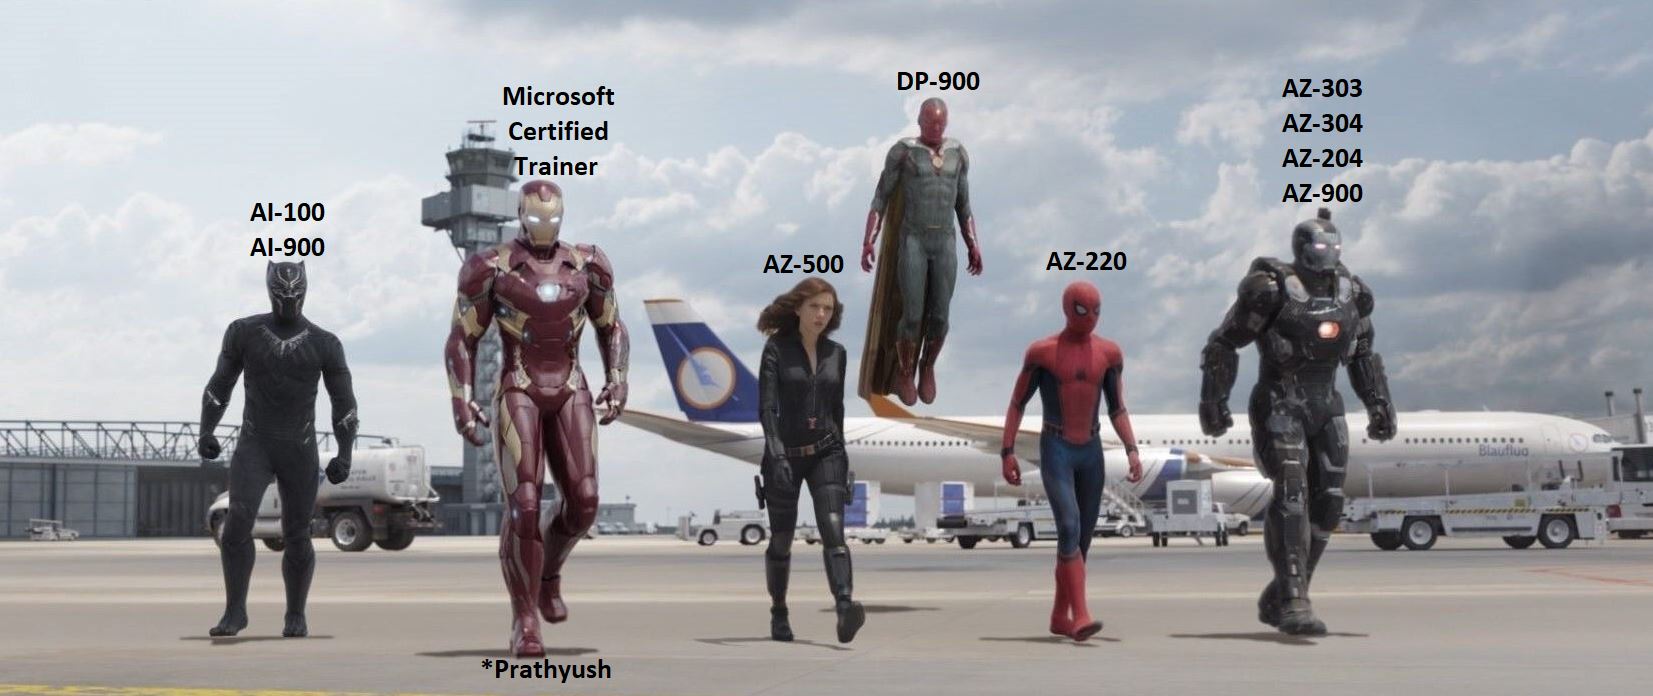 Microsoft
Certified
Trainer
DP-900
AZ-303
AZ-304
AZ-204
AZ-900
AI-100
AI-900
AZ-500
AZ-220
Blauflug
*Prathyush